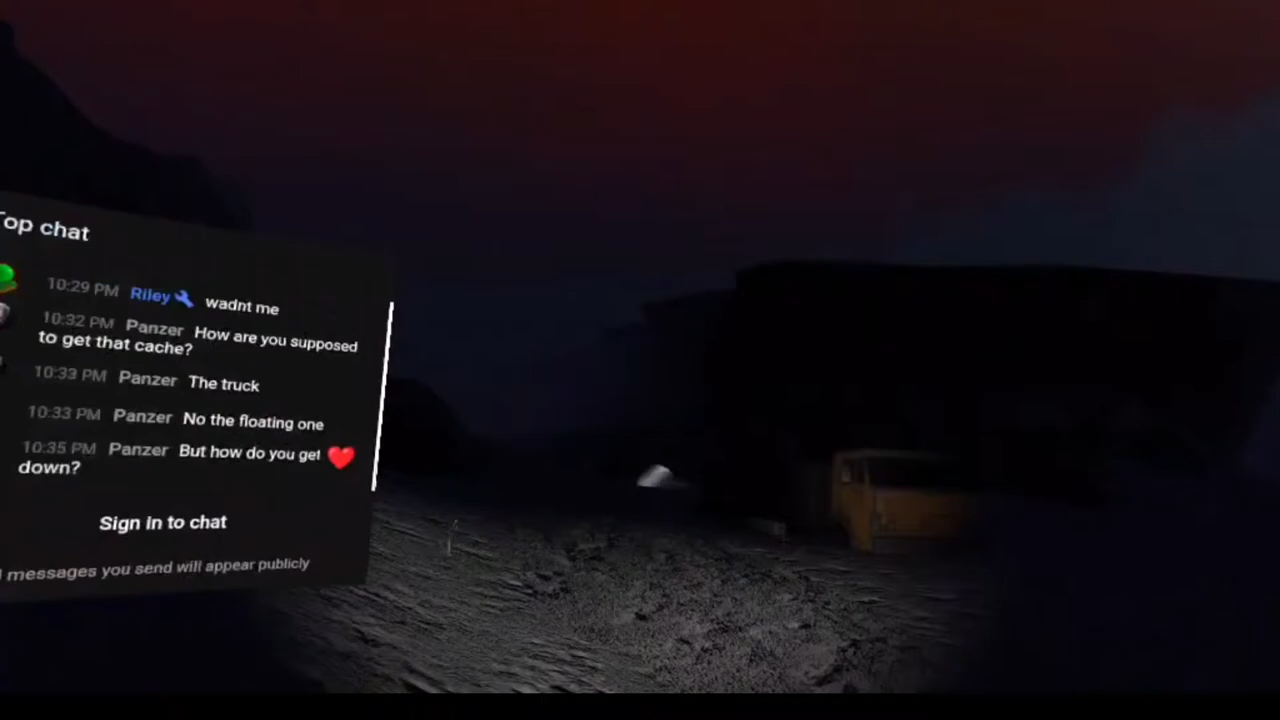 Top chat
10:29 PM Riley wadnt me
10:32 PM Panzer How are you supposed
to get that cache?
10:33 PM Panzer The truck
10:33 PM Panzer No the floating one
10:35 PM Panzer But how do you get
down?
Sign in to chat
messages you send will appear publicly